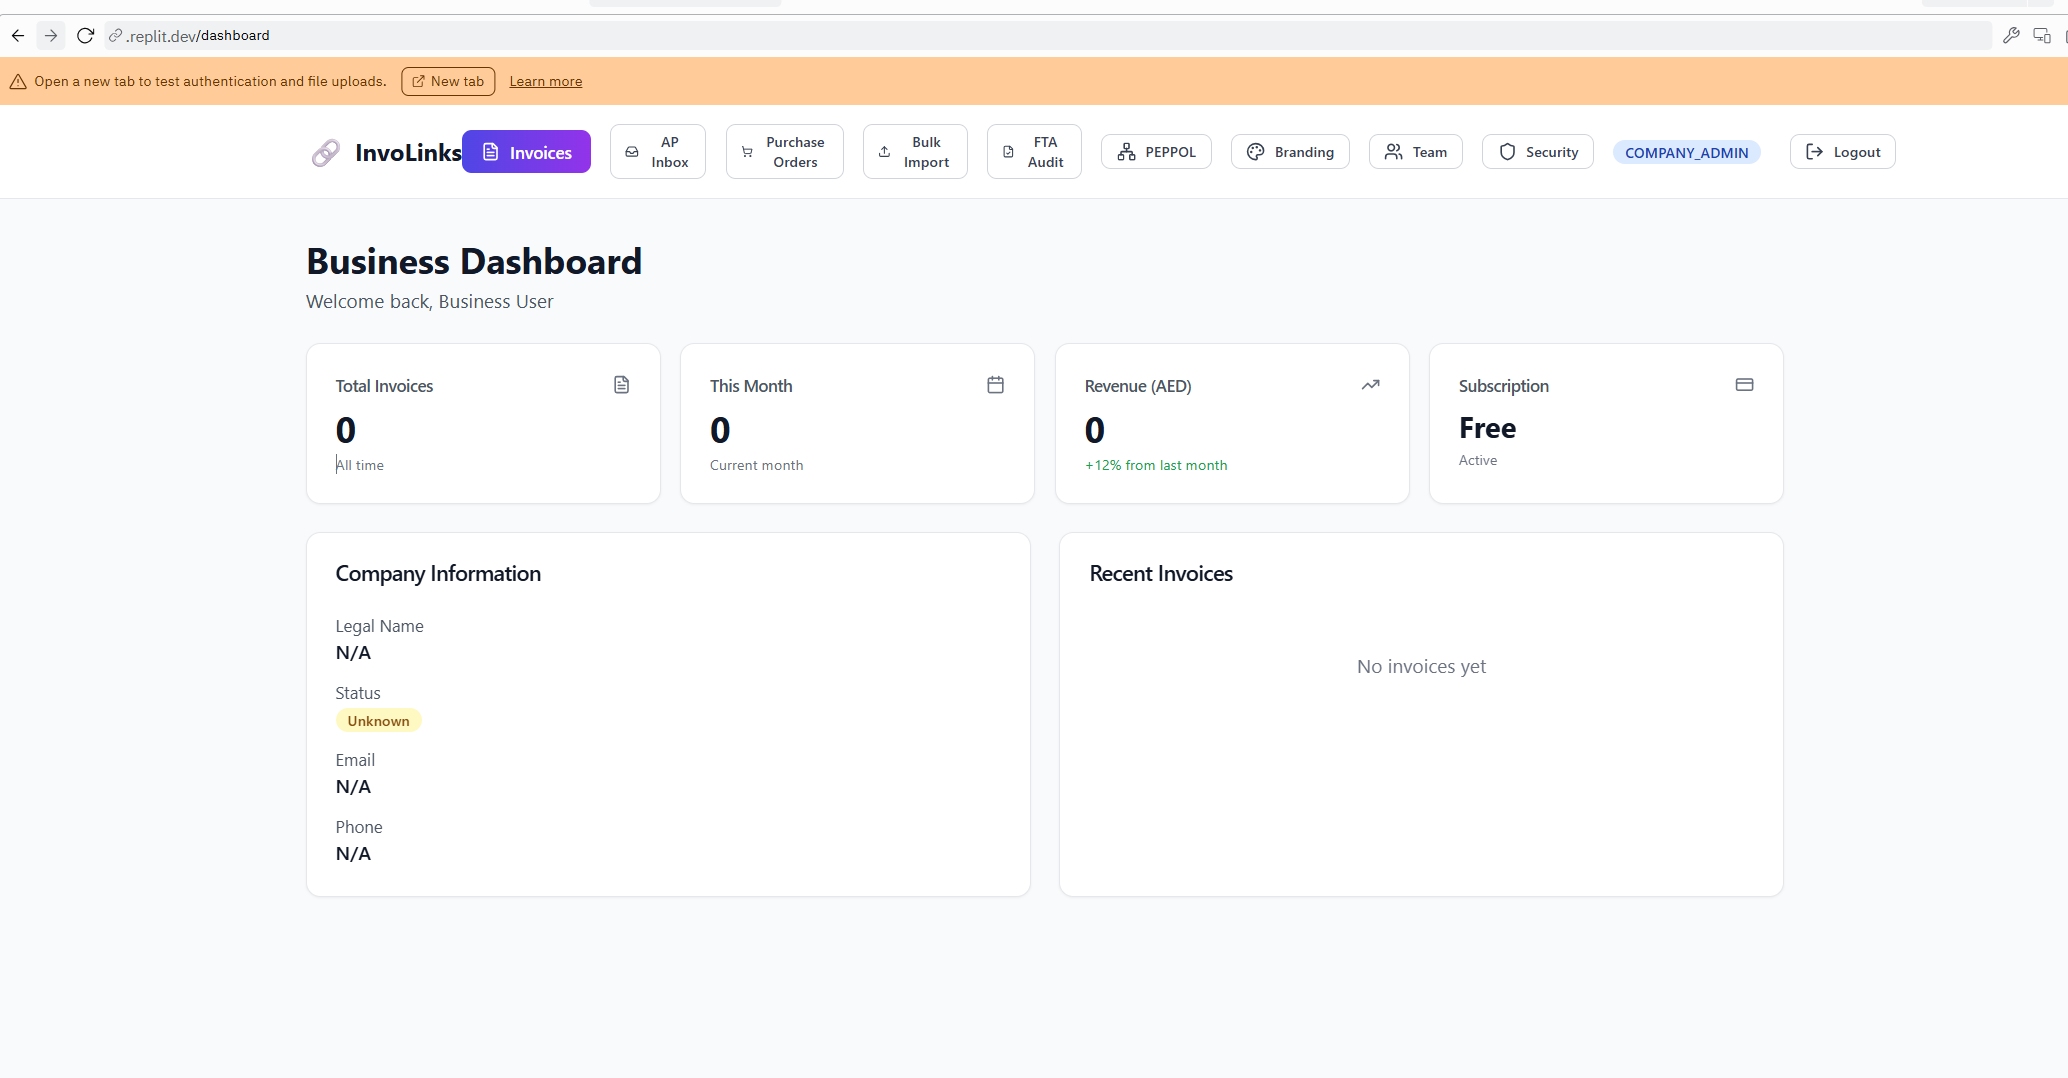 .replit.dev/dashboard
Open a new tab to test authentication and file uploads. New tab Learn more
InvoLinks Invoices AP Inbox Purchase Orders Bulk Import FTA Audit PEPPOL Branding Team Security COMPANY_ADMIN Logout
Business Dashboard
Welcome back, Business User
Total Invoices
0
All time
This Month
0
Current month
Revenue (AED)
0
+12% from last month
Subscription
Free
Active
Company Information
Legal Name
N/A
Status
Unknown
Email
N/A
Phone
N/A
Recent Invoices
No invoices yet